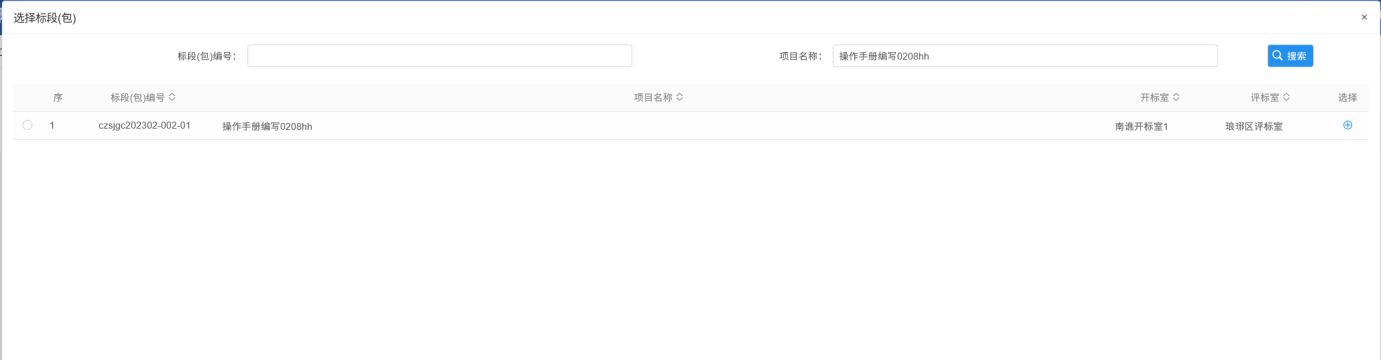 选择标段(包)
标段(包)编号： 项目名称： 操作手册编写0208hh 搜索
序 标段(包)编号 项目名称 开标室 评标室 选择
1 czsjgc202302-002-01 操作手册编写0208hh 南谯开标室1 琅琊区评标室